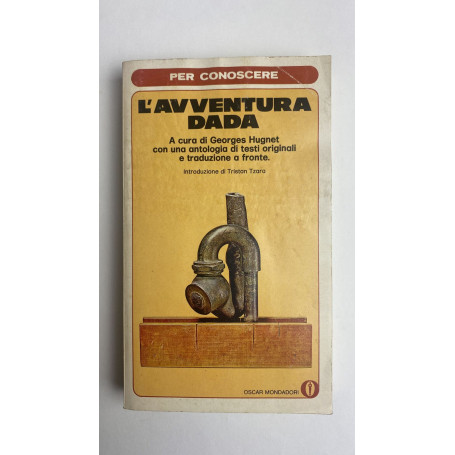 PER CONOSCERE
L'AVVENTURA
DADA
A cura di Georges Hugnet
con una antologia di testi originali
e traduzione a fronte.
Introduzione di Tristan Tzara
OSCAR MONDADORI